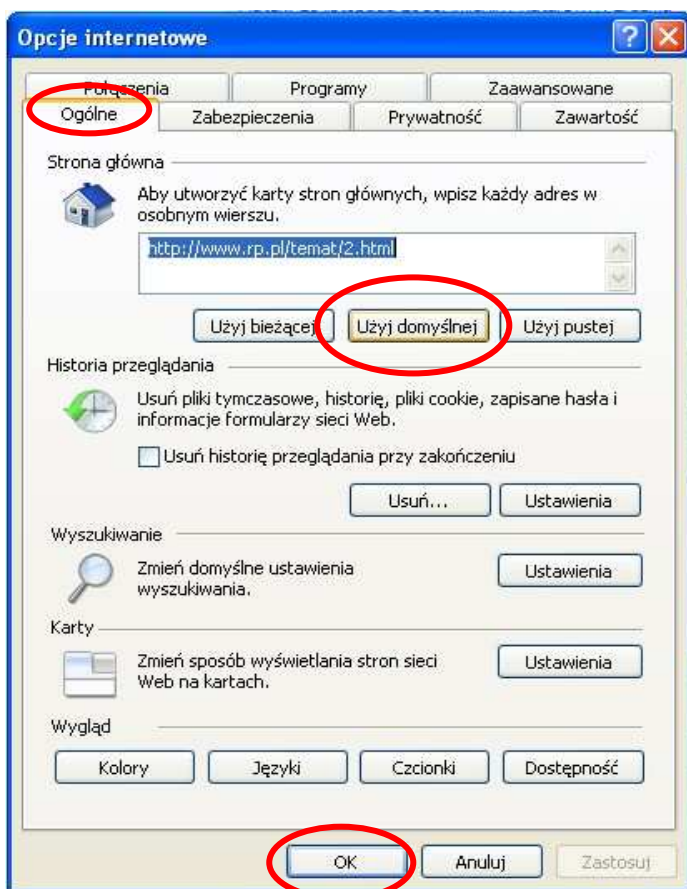 Opcje internetowe
Połączenia Programy Zaawansowane
Ogólne Zabezpieczenia Prywatność Zawartość
Strona główna
Aby utworzyć karty stron głównych, wpisz każdy adres w
osobnym wierszu.
http://www.rp.pl/temat/2.html
Użyj bieżącej Użyj domyślnej Użyj pustej
Historia przeglądania
Usuń pliki tymczasowe, historię, pliki cookie, zapisane hasła i
informacje formularzy sieci Web.
Usuń historię przeglądania przy zakończeniu
Usuń... Ustawienia
Wyszukiwanie
Zmień domyślne ustawienia
wyszukiwania.
Ustawienia
Karty
Zmień sposób wyświetlania stron sieci
Web na kartach.
Ustawienia
Wygląd
Kolory Języki Czcionki Dostępność
OK Anuluj Zastosuj